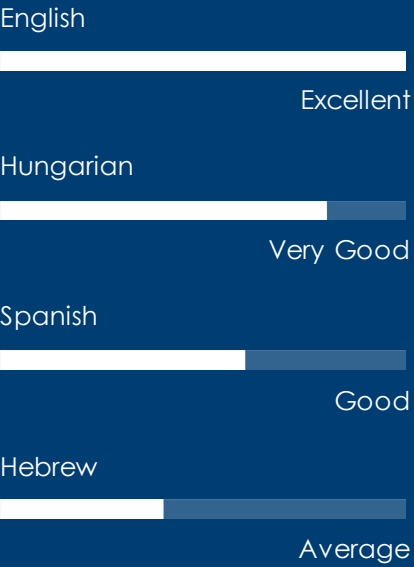 English
Excellent
Hungarian
Very Good
Spanish
Good
Hebrew
Average